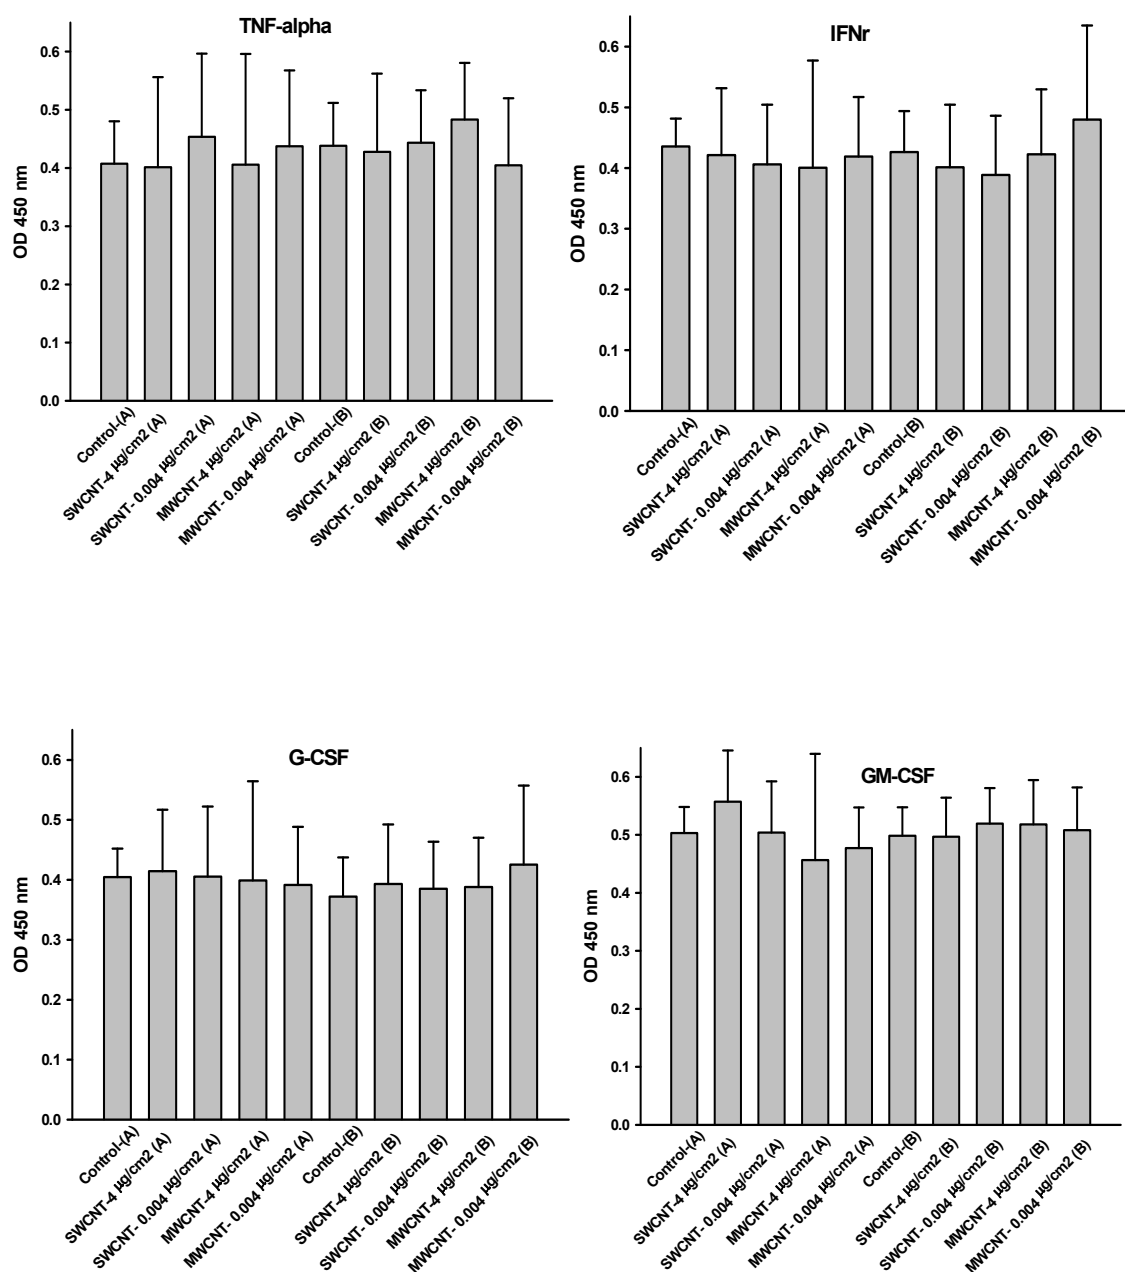 TNF-alpha
OD 450 nm
0.6
0.5
0.4
0.3
0.2
0.1
0.0
Control-(A)
SWCNT-4 µg/cm2 (A)
SWCNT- 0.004 µg/cm2 (A)
MWCNT-4 µg/cm2 (A)
MWCNT- 0.004 µg/cm2 (A)
Control-(B)
SWCNT-4 µg/cm2 (B)
SWCNT- 0.004 µg/cm2 (B)
MWCNT-4 µg/cm2 (B)
MWCNT- 0.004 µg/cm2 (B)
IFNr
OD 450 nm
0.6
0.5
0.4
0.3
0.2
0.1
0.0
Control-(A)
SWCNT-4 µg/cm2 (A)
SWCNT- 0.004 µg/cm2 (A)
MWCNT-4 µg/cm2 (A)
MWCNT- 0.004 µg/cm2 (A)
Control-(B)
SWCNT-4 µg/cm2 (B)
SWCNT- 0.004 µg/cm2 (B)
MWCNT-4 µg/cm2 (B)
MWCNT- 0.004 µg/cm2 (B)
G-CSF
OD 450 nm
0.6
0.5
0.4
0.3
0.2
0.1
0.0
Control-(A)
SWCNT-4 µg/cm2 (A)
SWCNT- 0.004 µg/cm2 (A)
MWCNT-4 µg/cm2 (A)
MWCNT- 0.004 µg/cm2 (A)
Control-(B)
SWCNT-4 µg/cm2 (B)
SWCNT- 0.004 µg/cm2 (B)
MWCNT-4 µg/cm2 (B)
MWCNT- 0.004 µg/cm2 (B)
GM-CSF
OD 450 nm
0.6
0.5
0.4
0.3
0.2
0.1
0.0
Control-(A)
SWCNT-4 µg/cm2 (A)
SWCNT- 0.004 µg/cm2 (A)
MWCNT-4 µg/cm2 (A)
MWCNT- 0.004 µg/cm2 (A)
Control-(B)
SWCNT-4 µg/cm2 (B)
SWCNT- 0.004 µg/cm2 (B)
MWCNT-4 µg/cm2 (B)
MWCNT- 0.004 µg/cm2 (B)